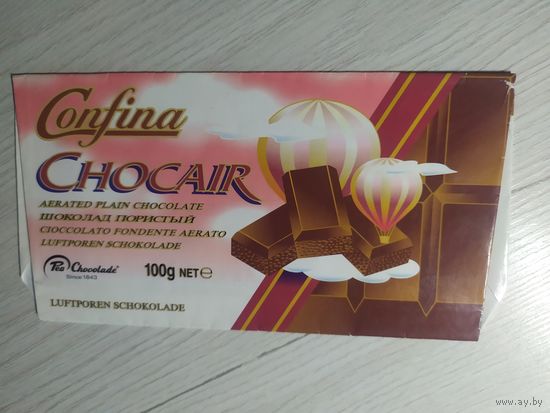 Confina
CHOCAIR
AERATED PLAIN CHOCOLATE
ШОКОЛАД ПОРИСТЫЙ
CIOCCOLATO FONDENTE AERATO
LUFTPOREN SCHOKOLADE
Pea Chocolade
Since 1843
100g NET℮
LUFTPOREN SCHOKOLADE
www.ay.by